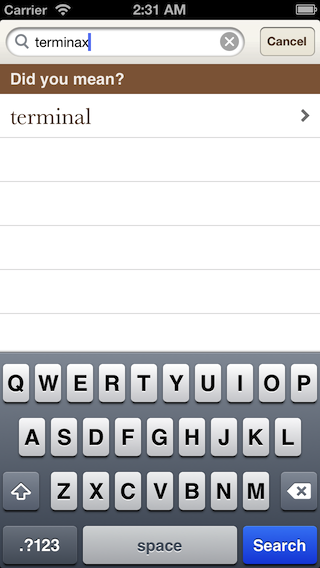 Carrier 2:31 AM
terminax Cancel
Did you mean?
terminal
Q W E R T Y U I O P
A S D F G H J K L
Z X C V B N M
.?123 space Search